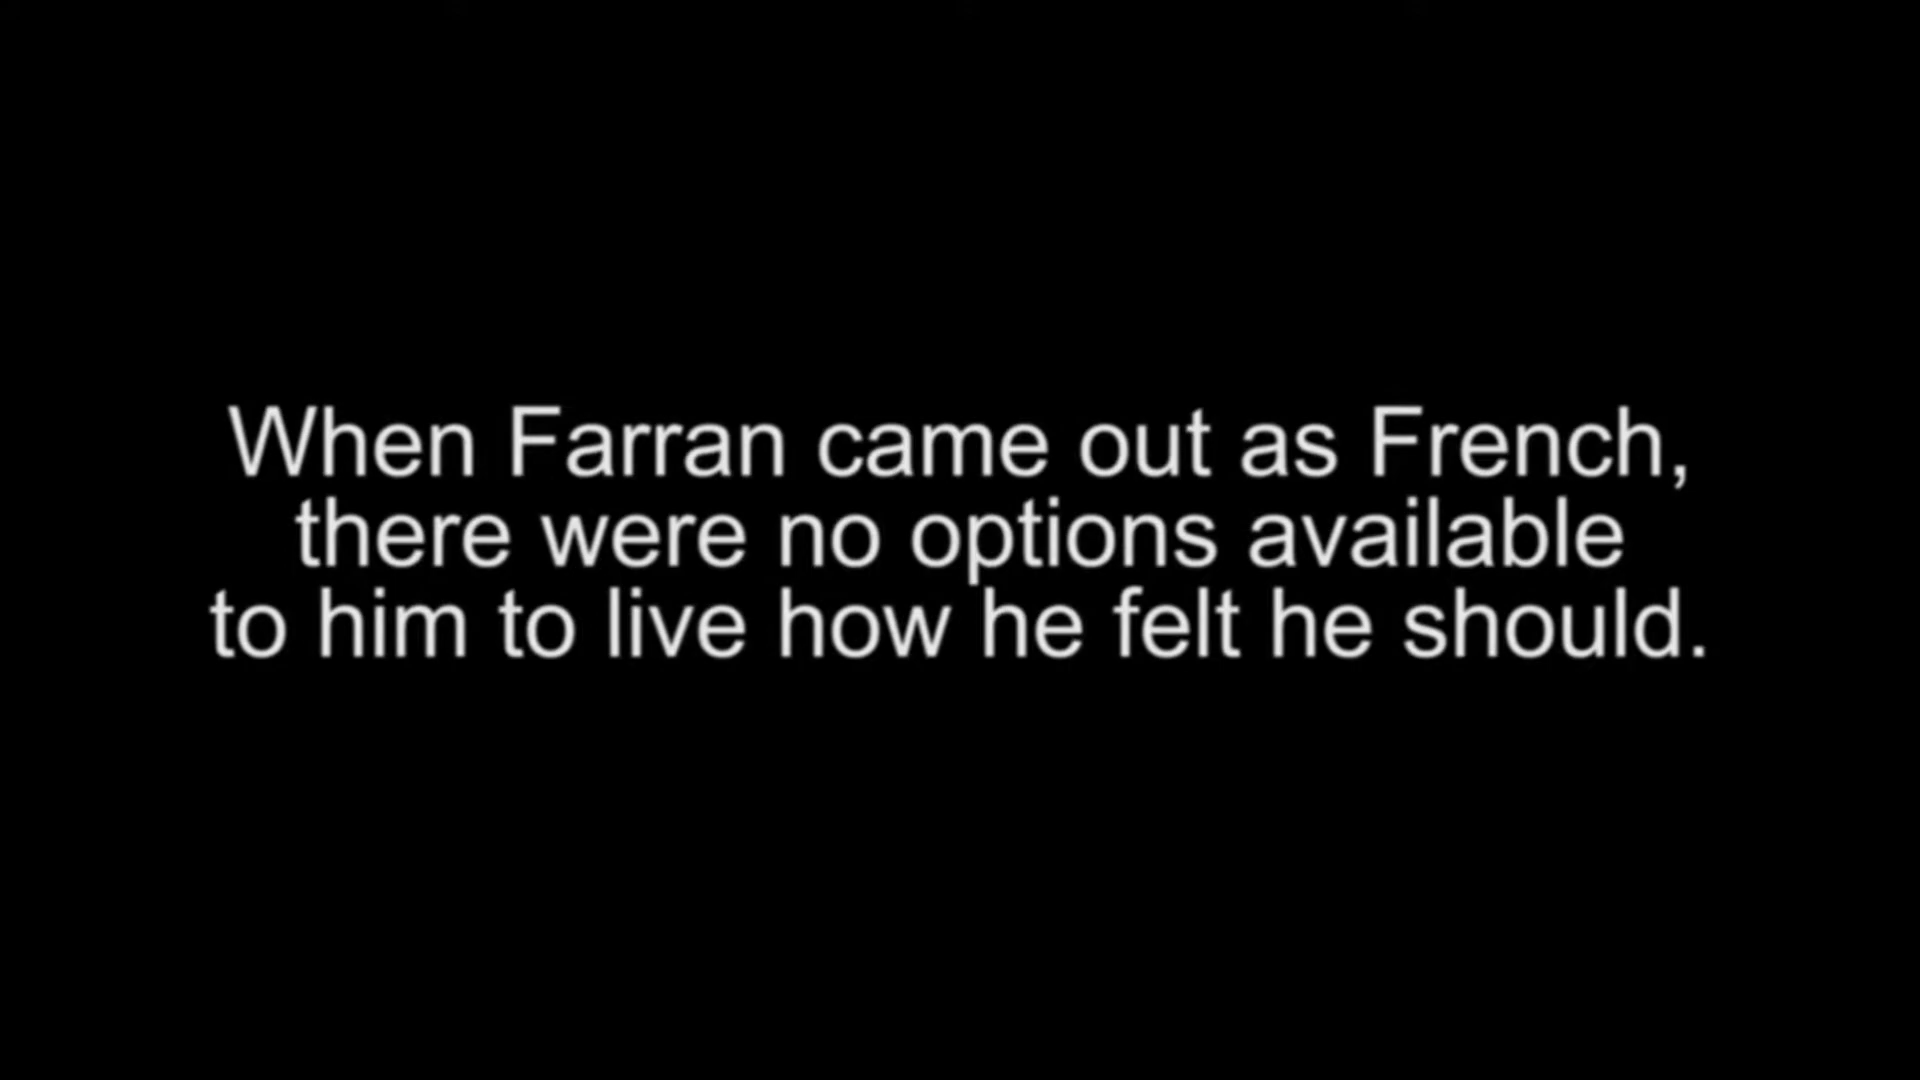 When Farran came out as French,
there were no options available
to him to live how he felt he should.